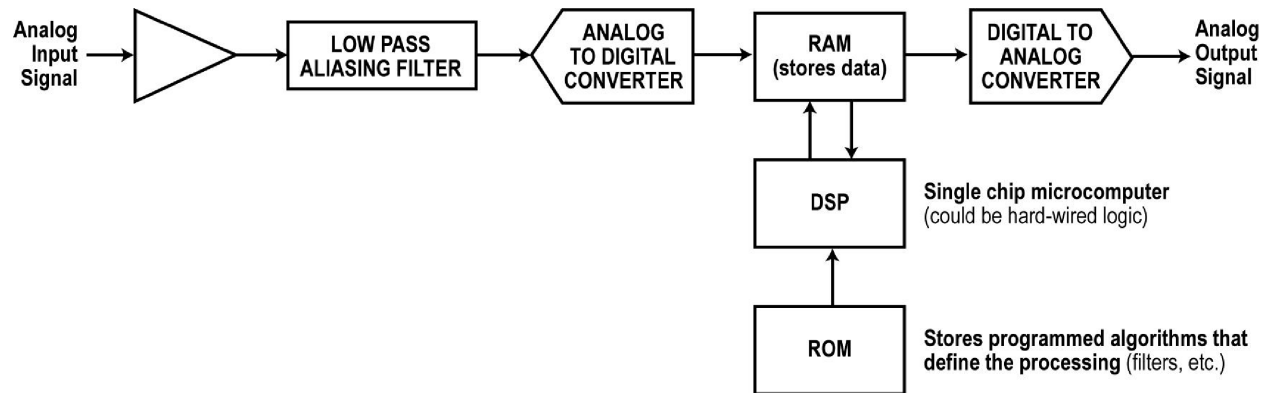 Analog
Input
Signal
LOW PASS
ALIASING FILTER
ANALOG
TO DIGITAL
CONVERTER
RAM
(stores data)
DIGITAL TO
ANALOG
CONVERTER
Analog
Output
Signal
DSP
Single chip microcomputer
(could be hard-wired logic)
ROM
Stores programmed algorithms that
define the processing (filters, etc.)